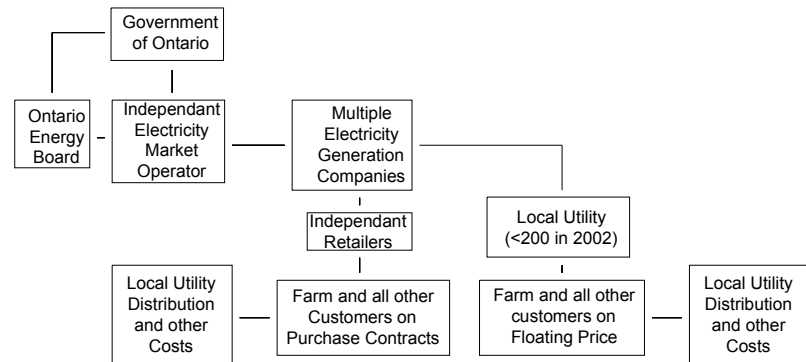 Government
of Ontario
Ontario
Energy
Board
Independant
Electricity
Market
Operator
Multiple
Electricity
Generation
Companies
Independant
Retailers
Local Utility
(<200 in 2002)
Local Utility
Distribution
and other
Costs
Farm and all other
Customers on
Purchase Contracts
Farm and all other
customers on
Floating Price
Local Utility
Distribution
and other
Costs